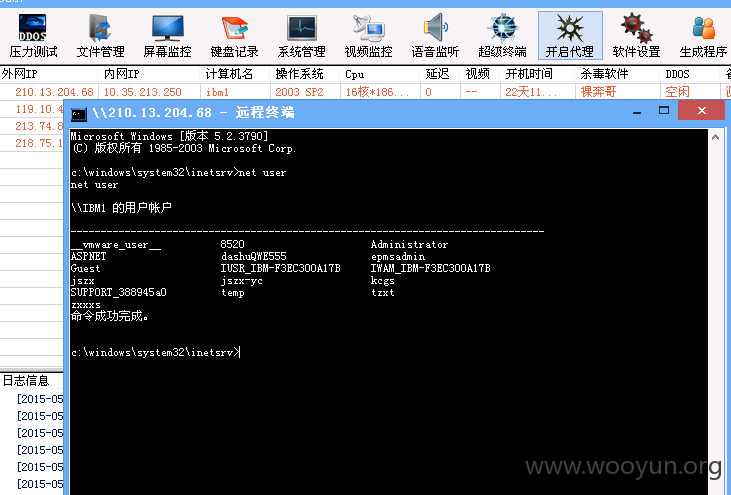 DDOS
压力测试 文件管理 屏幕监控 键盘记录 系统管理 视频监控 语音监听 超级终端 开启代理 软件设置 生成程序
外网IP 内网IP 计算机名 操作系统 Cpu 延迟 视频 开机时间 杀毒软件 DDOS
210.13.204.68 10.35.213.250 ibm1 2003 SP2 16核*186... 0 -- 22天11... 裸奔哥 空闲
119.10.4
213.74.8
218.75.1
\\210.13.204.68 - 远程终端
Microsoft Windows [版本 5.2.3790]
(C) 版权所有 1985-2003 Microsoft Corp.
c:\windows\system32\inetsrv>net user
net user
\\IBM1 的用户帐户
-------------------------------------------------------------------------------
__vmware_user__ 8520 Administrator
ASPNET dashuQWE555 epmsadmin
Guest IUSR_IBM-F3EC300A17B IWAM_IBM-F3EC300A17B
jszx jszx-yc kcgs
SUPPORT_388945a0 temp tzxt
zxxxs
命令成功完成。
c:\windows\system32\inetsrv>
日志信息
[2015-05
[2015-05
[2015-05
[2015-05
[2015-05
[2015-05
www.wooyun.org